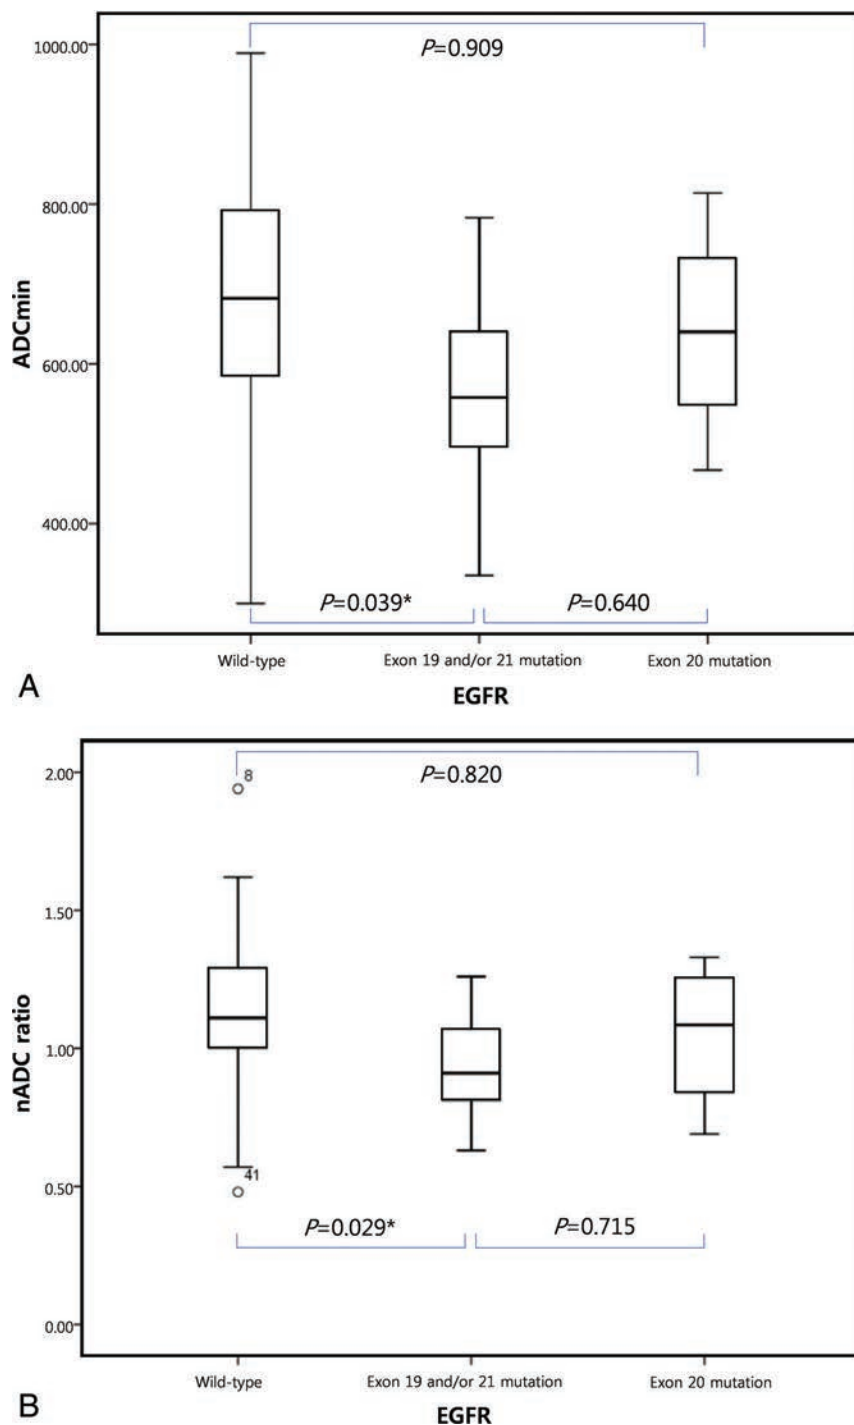 1000.00
P=0.909
800.00
ADCmin
600.00
400.00
P=0.039*
P=0.640
Wild-type
Exon 19 and/or 21 mutation
Exon 20 mutation
A
EGFR
2.00
8
P=0.820
1.50
nADC ratio
1.00
0.50
41
P=0.029*
P=0.715
0.00
Wild-type
Exon 19 and/or 21 mutation
Exon 20 mutation
B
EGFR